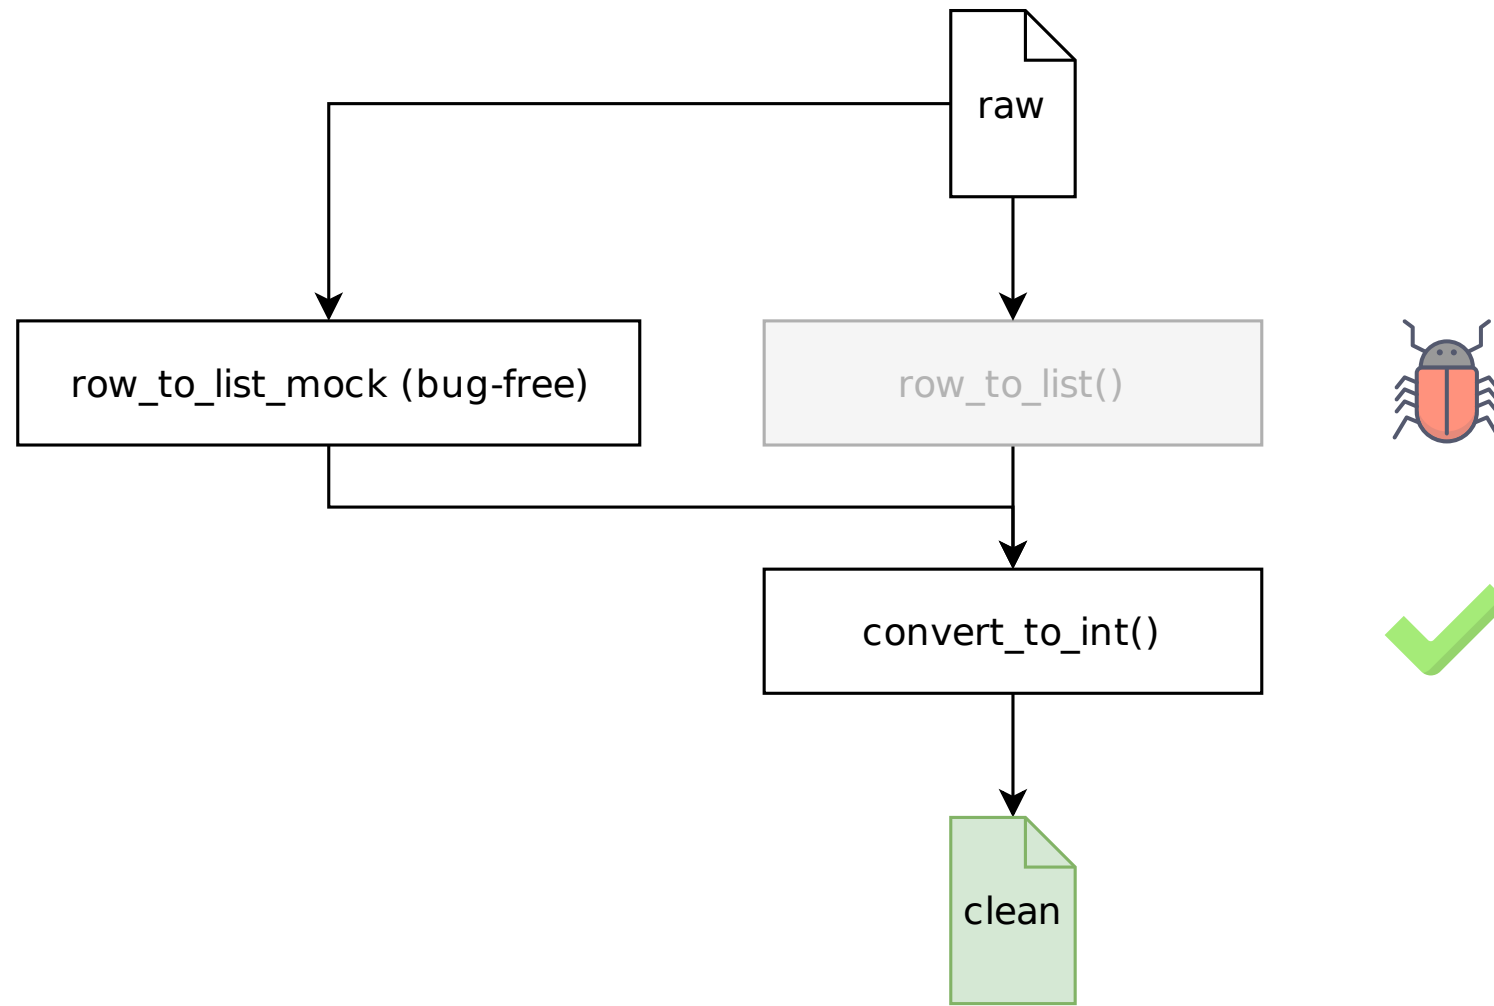 raw
row_to_list_mock (bug-free)
row_to_list()
convert_to_int()
clean